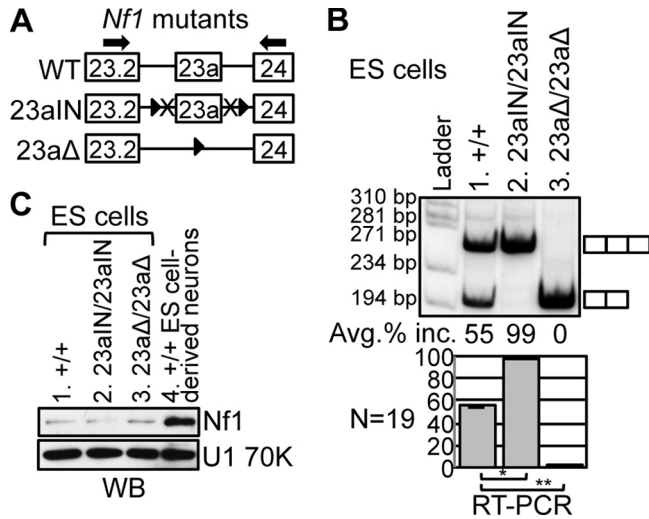 A
Nf1 mutants
WT 23.2 23a 24
23aIN 23.2 23a 24
23aΔ 23.2 24
B
ES cells
Ladder
1. +/+
2. 23aIN/23aIN
3. 23aΔ/23aΔ
310 bp
281 bp
271 bp
234 bp
194 bp
Avg.% inc. 55 99 0
100
80
60
40
20
0
N=19
*
**
RT-PCR
C
ES cells
1. +/+
2. 23aIN/23aIN
3. 23aΔ/23aΔ
4. +/+ ES cell-
derived neurons
Nf1
U1 70K
WB